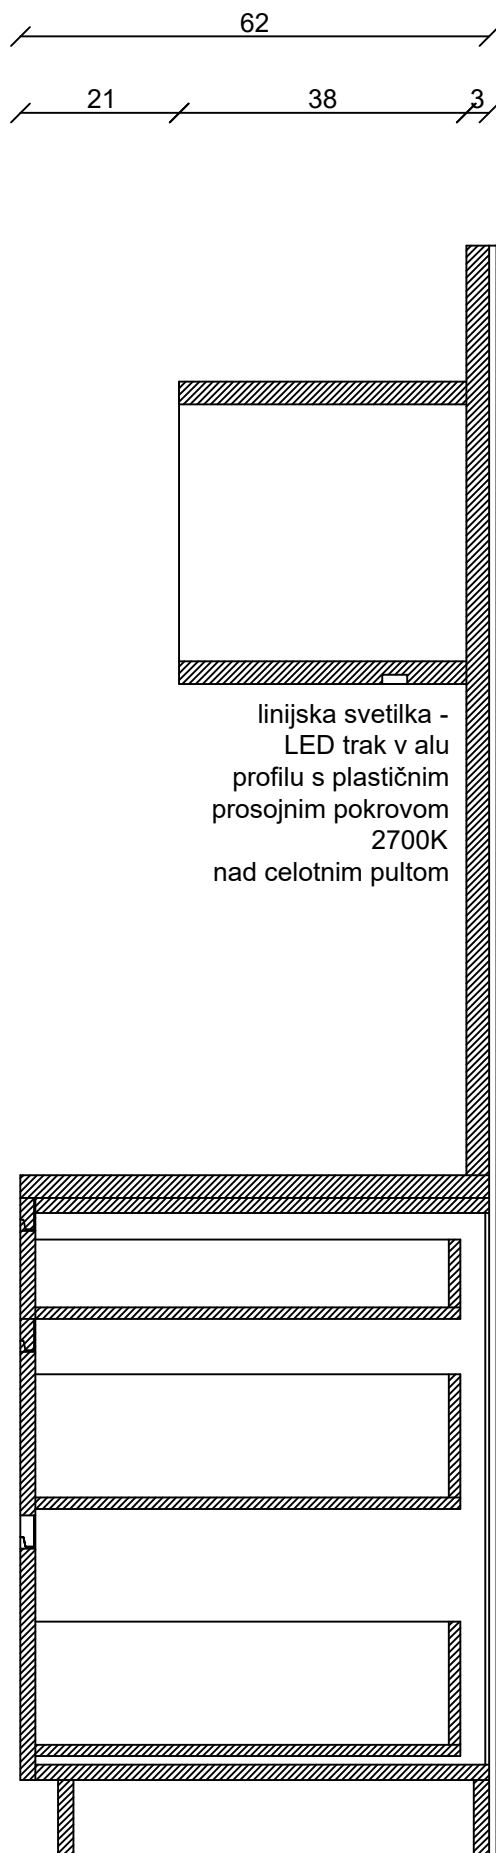 62
21 38 3
linijska svetilka -
LED trak v alu
profilu s plastičnim
prosojnim pokrovom
2700K
nad celotnim pultom